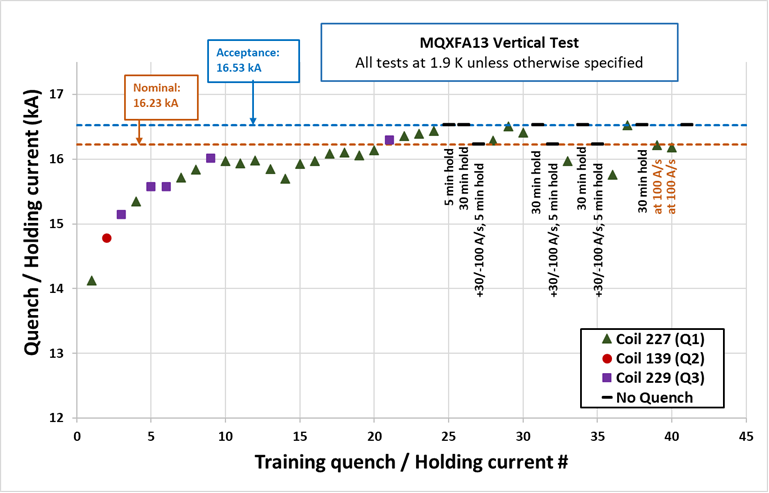 MQXFA13 Vertical Test
All tests at 1.9 K unless otherwise specified
Acceptance:
16.53 kA
Nominal:
16.23 kA
Quench / Holding current (kA)
17
16
15
14
13
12
5 min hold
30 min hold
+30/-100 A/s, 5 min hold
30 min hold
+30/-100 A/s, 5 min hold
30 min hold
+30/-100 A/s, 5 min hold
30 min hold
at 100 A/s
at 100 A/s
Coil 227 (Q1)
Coil 139 (Q2)
Coil 229 (Q3)
No Quench
0 5 10 15 20 25 30 35 40 45
Training quench / Holding current #